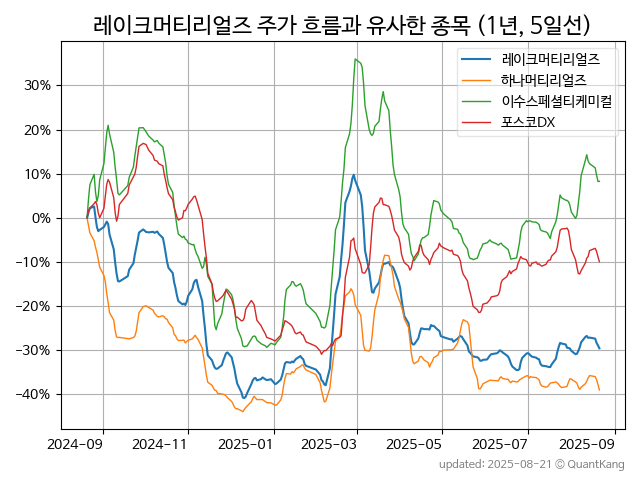 레이크머티리얼즈 주가 흐름과 유사한 종목 (1년, 5일선)
레이크머티리얼즈
하나머티리얼즈
이수스페셜티케미컬
포스코DX
30%
20%
10%
0%
−10%
−20%
−30%
−40%
2024-09 2024-11 2025-01 2025-03 2025-05 2025-07 2025-09
updated: 2025-08-21 © QuantKang